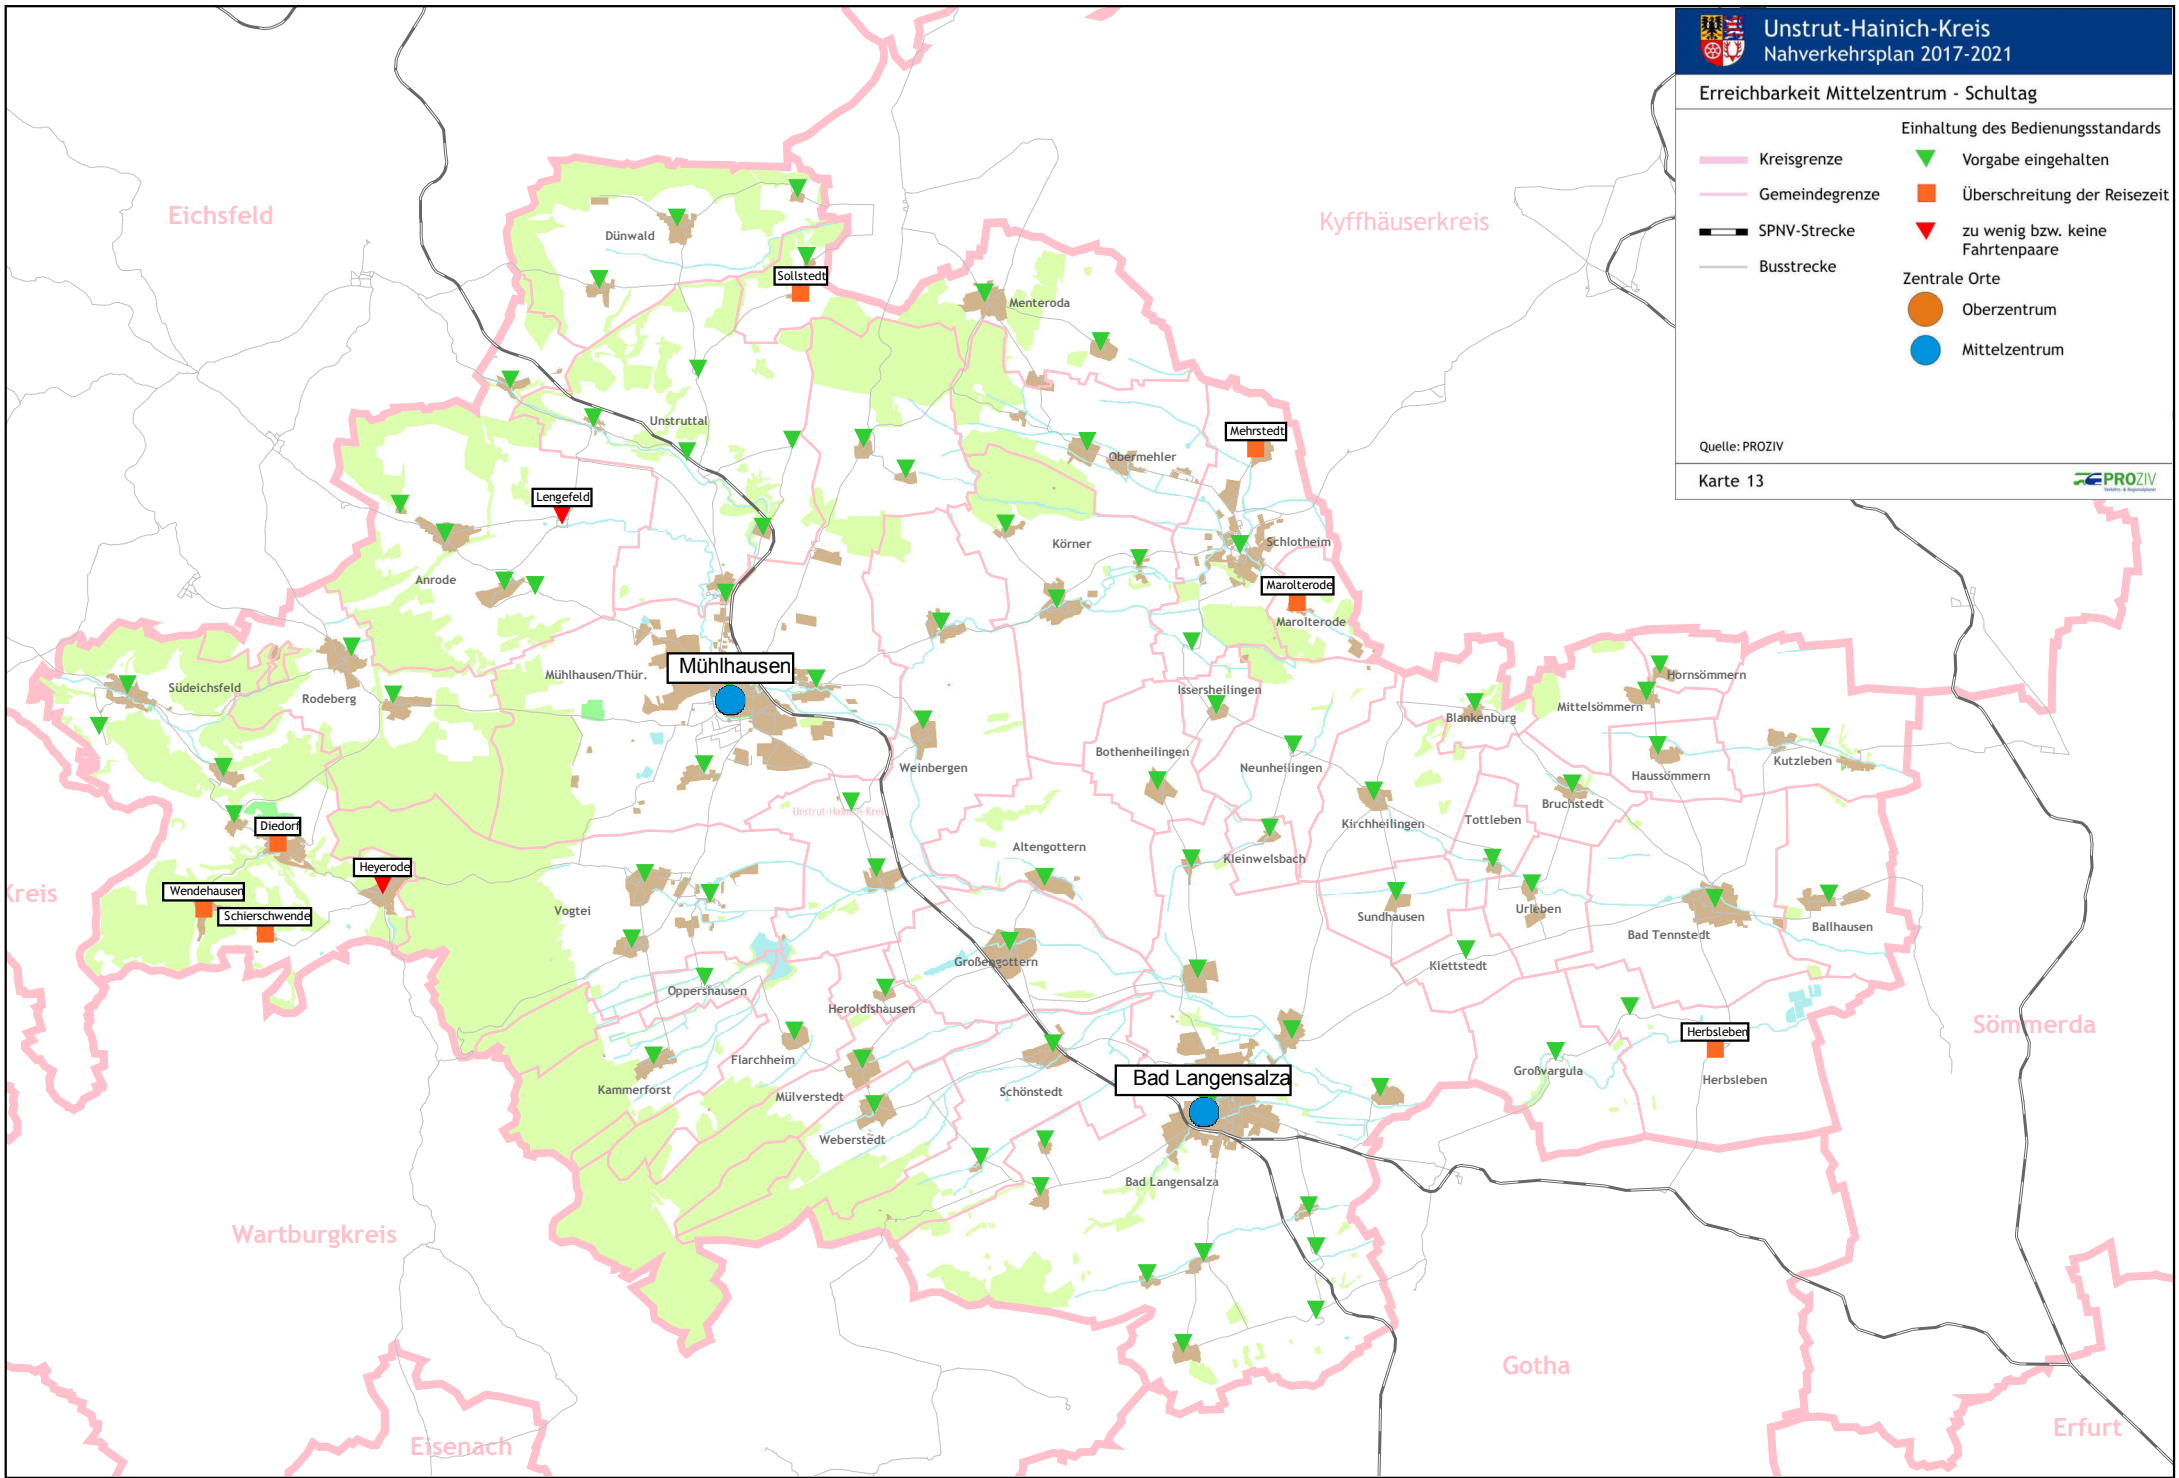 Unstrut-Hainich-Kreis
Nahverkehrsplan 2017-2021
Erreichbarkeit Mittelzentrum - Schultag
Einhaltung des Bedienungsstandards
Kreisgrenze
Vorgabe eingehalten
Gemeindegrenze
Überschreitung der Reisezeit
SPNV-Strecke
zu wenig bzw. keine
Fahrtenpaare
Busstrecke
Zentrale Orte
Oberzentrum
Mittelzentrum
Quelle: PROZIV
Karte 13
PROZIV
Eichsfeld
Kyffhäuserkreis
Dünwald
Sollstedt
Menteroda
Unstruttal
Mehrstedt
Obermehler
Lengefeld
Körner
Schlotheim
Anrode
Marolterode
Marolterode
Mühlhausen
Mühlhausen/Thür.
Südeichsfeld
Rodeberg
Issersheilingen
Hornsömmern
Mittelsömmern
Blankenburg
Bothenheilingen
Weinbergen
Neunheilingen
Haussömmern
Kutzleben
Bruchstedt
Unstrut-Hainich-Krei
Tottleben
Kirchheilingen
Diedorf
Altengottern
Kleinwelsbach
Heyerode
Wendehausen
Kreis
Schierschwende
Vogtei
Sundhausen
Urleben
Ballhausen
Bad Tennstedt
Großengottern
Klettstedt
Oppershausen
Heroldishausen
Sömmerda
Herbsleben
Flarchheim
Großvargula
Herbsleben
Kammerforst
Mülverstedt
Schönstedt
Bad Langensalza
Weberstedt
Bad Langensalza
Wartburgkreis
Gotha
Erfurt
Eisenach